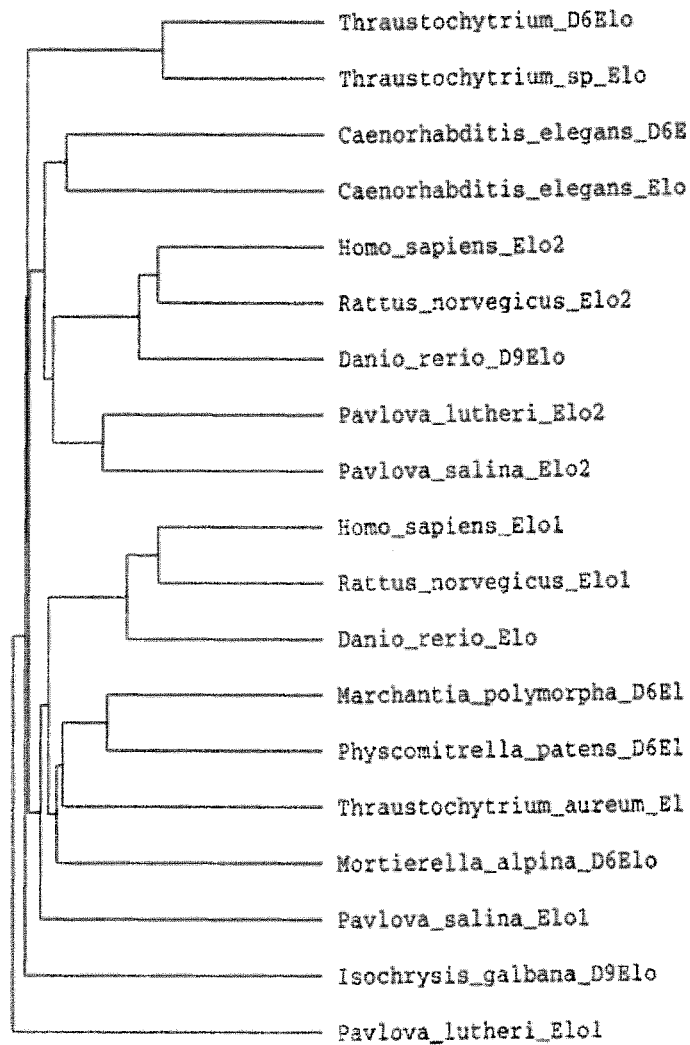 Thraustochytrium_D6Elo
Thraustochytrium_sp_Elo
Caenorhabditis_elegans_D6E
Caenorhabditis_elegans_Elo
Homo_sapiens_Elo2
Rattus_norvegicus_Elo2
Danio_rerio_D9Elo
Pavlova_lutheri_Elo2
Pavlova_salina_Elo2
Homo_sapiens_Elo1
Rattus_norvegicus_Elo1
Danio_rerio_Elo
Marchantia_polymorpha_D6El
Physcomitrella_patens_D6El
Thraustochytrium_aureum_El
Mortierella_alpina_D6Elo
Pavlova_salina_Elo1
Isochrysis_galbana_D9Elo
Pavlova_lutheri_Elo1